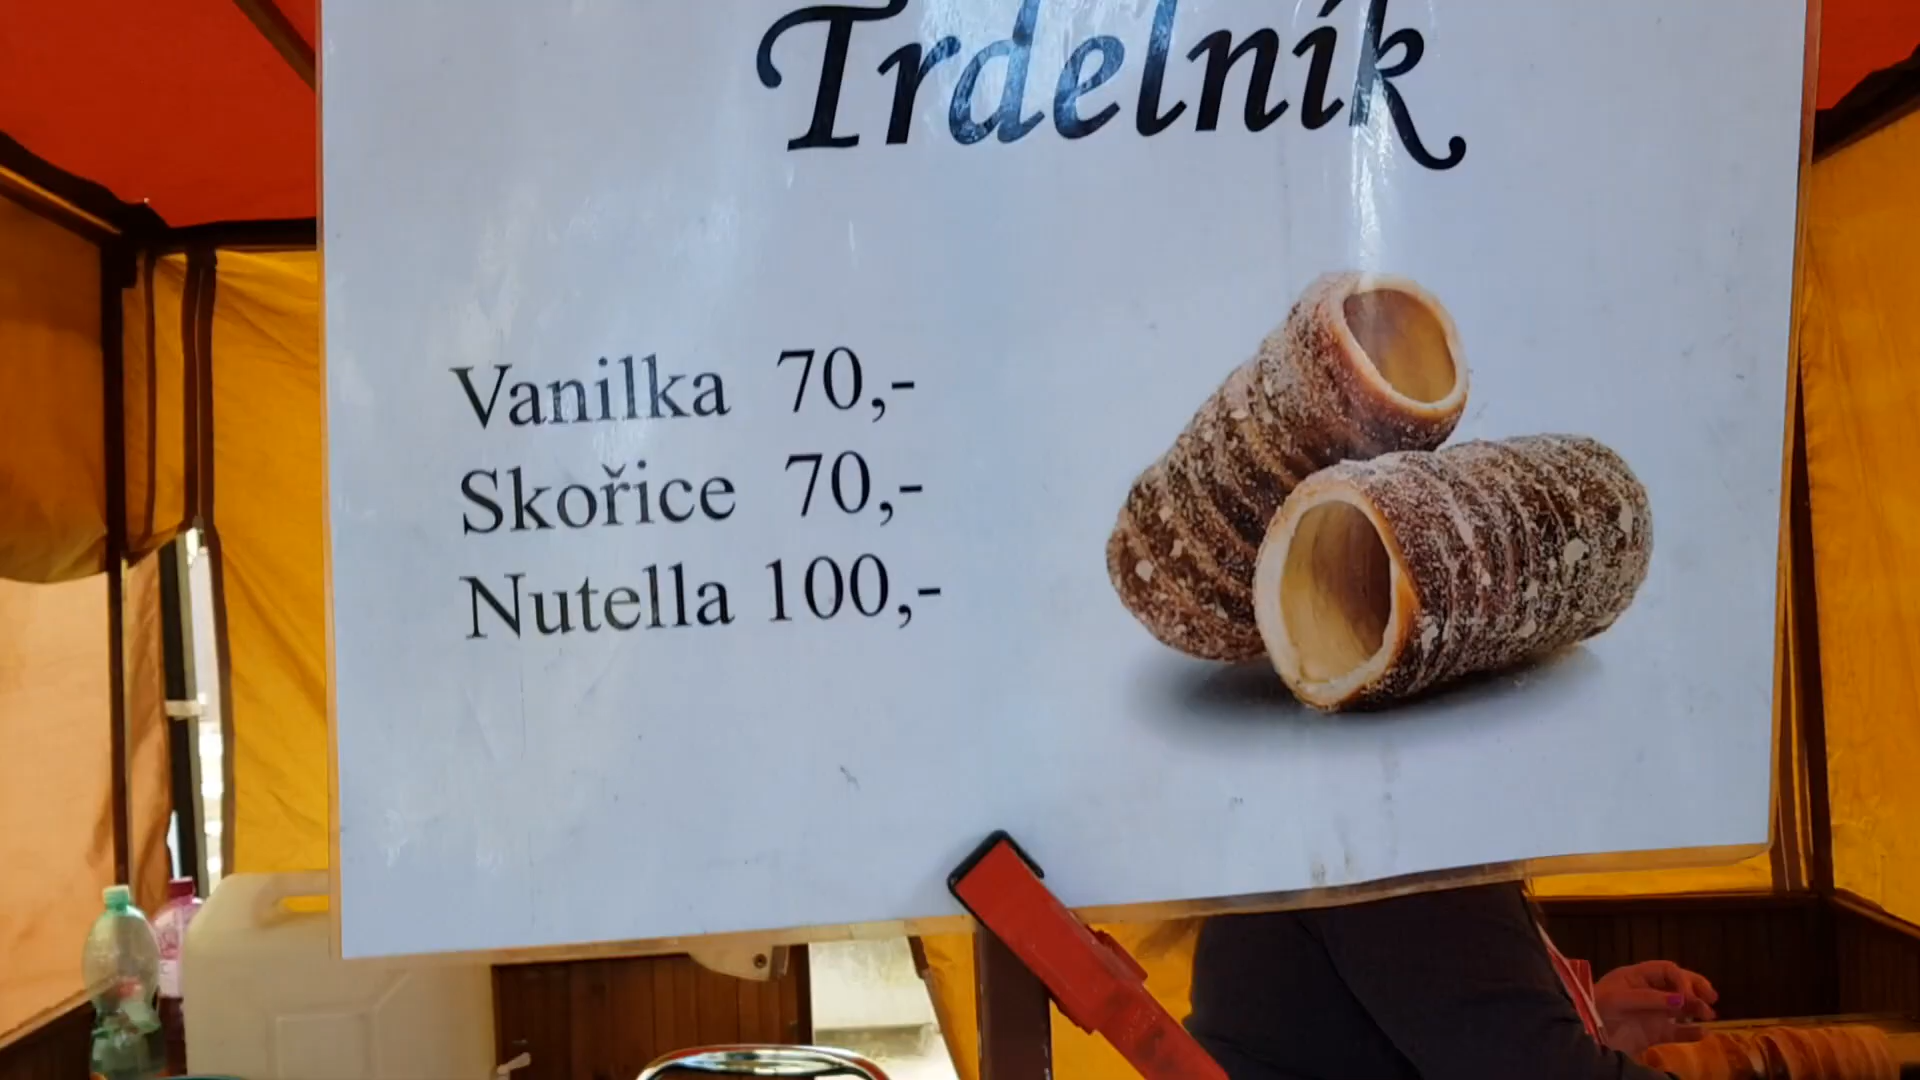 Trdelník
Vanilka 70,-
Skořice 70,-
Nutella 100,-